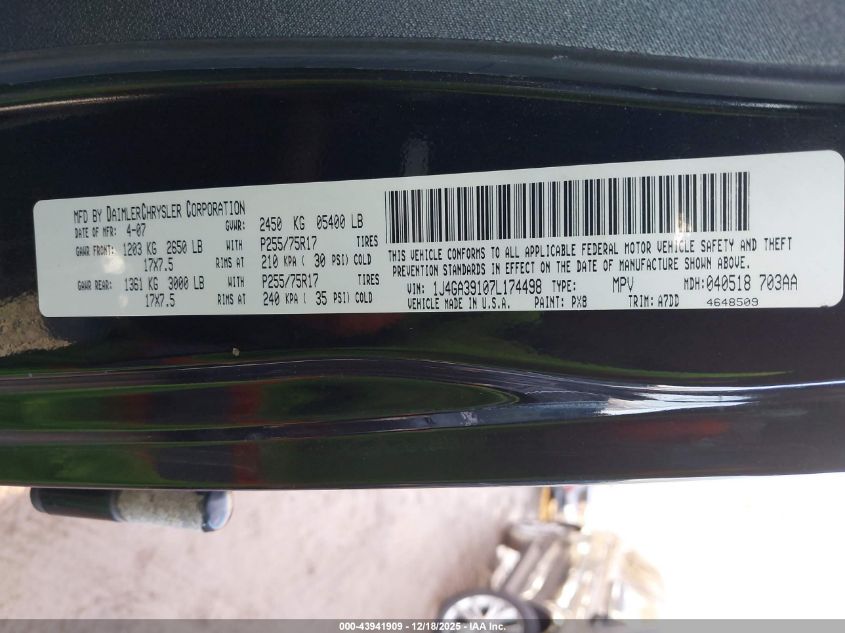 MFD BY DAIMLERCHRYSLER CORPORATION
DATE OF MFR: 4-07 GVWR: 2450 KG 05400 LB
GAWR FRONT: 1203 KG 2650 LB WITH P255/75R17 TIRES
17X7.5 RIMS AT 210 KPA ( 30 PSI) COLD
GAWR REAR: 1361 KG 3000 LB WITH P255/75R17 TIRES
17X7.5 RIMS AT 240 KPA ( 35 PSI) COLD
THIS VEHICLE CONFORMS TO ALL APPLICABLE FEDERAL MOTOR VEHICLE SAFETY AND THEFT
PREVENTION STANDARDS IN EFFECT ON THE DATE OF MANUFACTURE SHOWN ABOVE.
VIN: 1J4GA39107L174498 TYPE: MPV MDH: 040518 703AA
VEHICLE MADE IN U.S.A. PAINT: PXB TRIM: A7DD 4648509
000-43941909 - 12/18/2025 - IAA Inc.